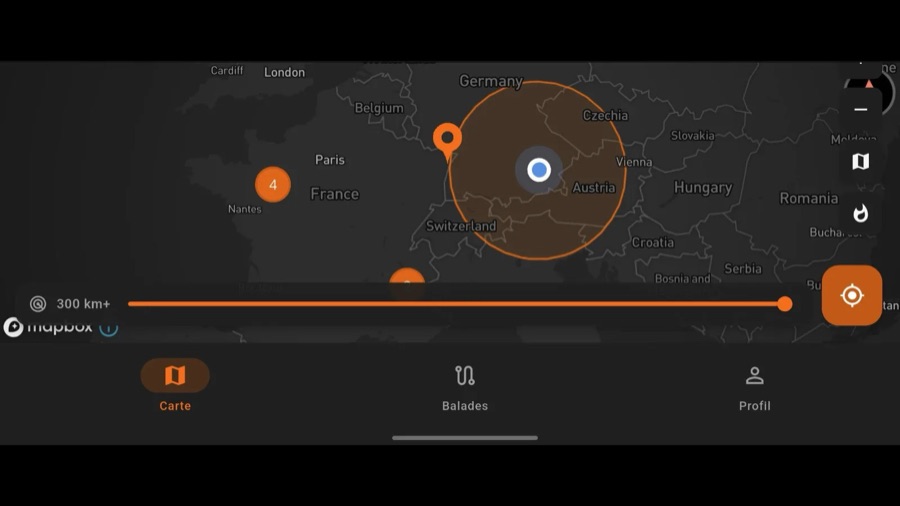 Cardiff
London
Germany
Belgium
Czechia
Slovakia
Paris
Vienna
4
France
Austria
Hungary
Romania
Nantes
Switzerland
Croatia
Serbia
Bosnia and
300 km+
mapbox
Carte
Balades
Profil